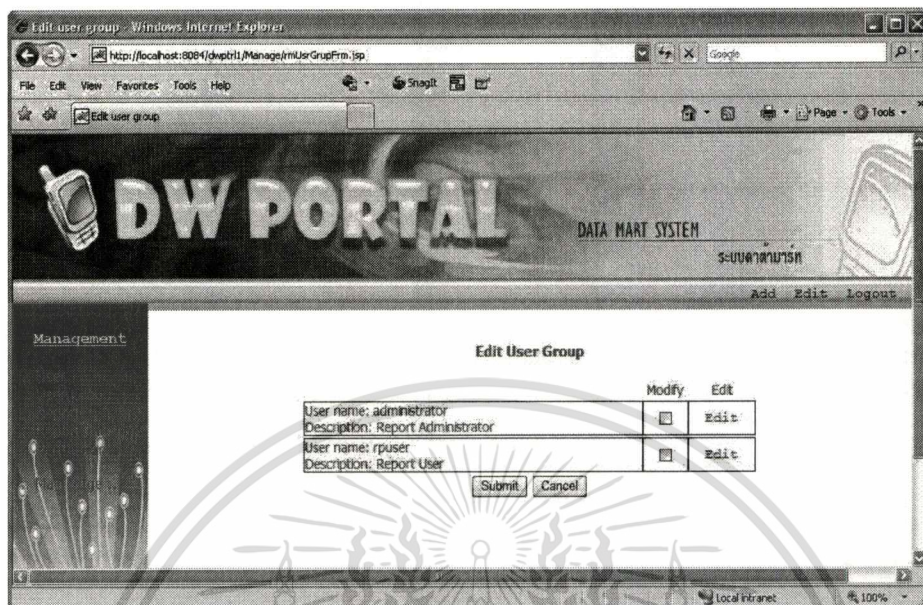 Edit user group - Windows Internet Explorer
http://localhost:8084/dwptrl1/Manage/rmUsrGrupFrm.jsp
Google
File Edit View Favorites Tools Help
SnagIt
Edit user group
Page
Tools
DW PORTAL
DATA MART SYSTEM
ระบบดาต้ามาร์ท
Add Edit Logout
Management
Edit User Group
Modify Edit
User name: administrator
Description: Report Administrator
Edit
User name: rpuser
Description: Report User
Edit
Submit Cancel
Local intranet
100%